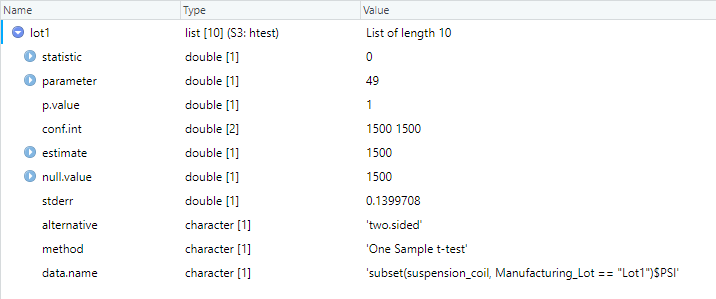 Name Type Value
lot1 list [10] (S3: htest) List of length 10
statistic double [1] 0
parameter double [1] 49
p.value double [1] 1
conf.int double [2] 1500 1500
estimate double [1] 1500
null.value double [1] 1500
stderr double [1] 0.1399708
alternative character [1] 'two.sided'
method character [1] 'One Sample t-test'
data.name character [1] 'subset(suspension_coil, Manufacturing_Lot == "Lot1")$PSI'